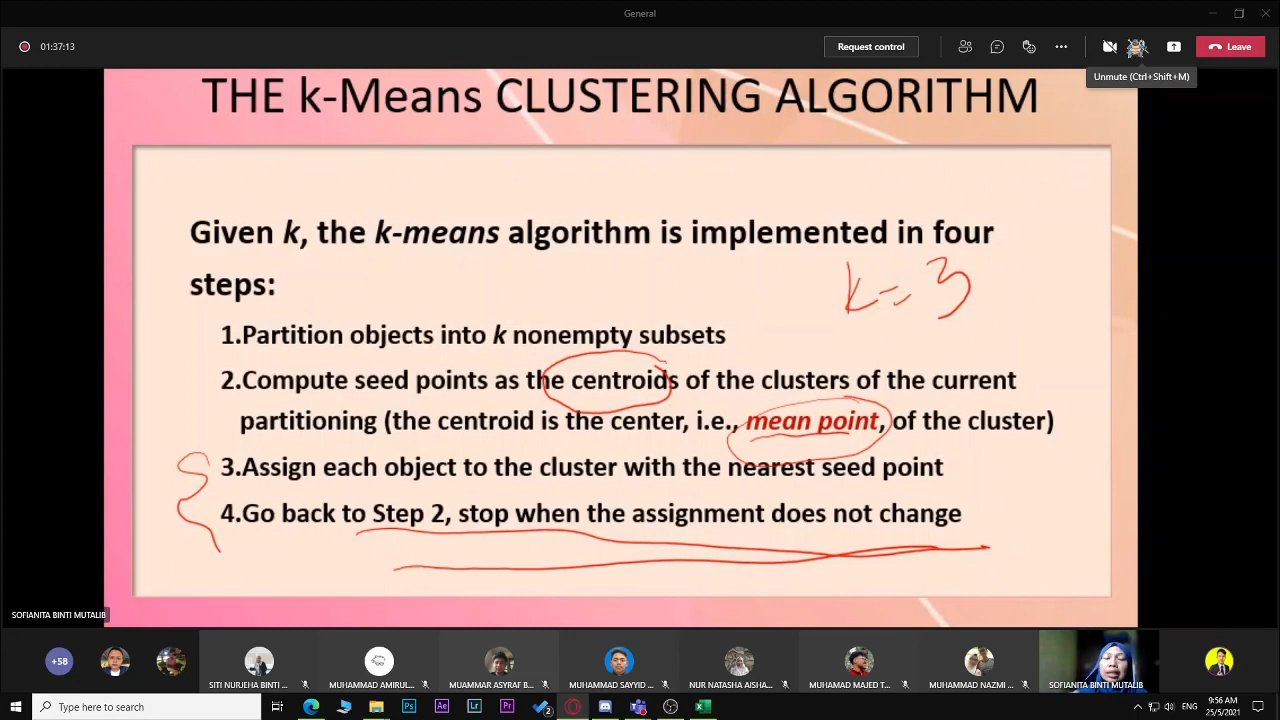 General
01:37:13
Request control
Leave
Unmute (Ctrl+Shift+M)
THE k-Means CLUSTERING ALGORITHM
Given k, the k-means algorithm is implemented in four
steps:
k = 3
1.Partition objects into k nonempty subsets
2.Compute seed points as the centroids of the clusters of the current
partitioning (the centroid is the center, i.e., mean point, of the cluster)
3.Assign each object to the cluster with the nearest seed point
4.Go back to Step 2, stop when the assignment does not change
SOFIANITA BINTI MUTALIB
+58
SITI NURJEHA BINTI ...
MUHAMMAD AMIRUL...
MUAMMAR ASYRAF B...
MUHAMMAD SAYYID ...
NUR NATASHA AISHA...
MUHAMAD MAJED T...
MUHAMMAD NAZMI ...
SOFIANITA BINTI MUTALIB
Type here to search
Ps
Ae
Lr
Pr
ENG
9:56 AM
25/5/2021